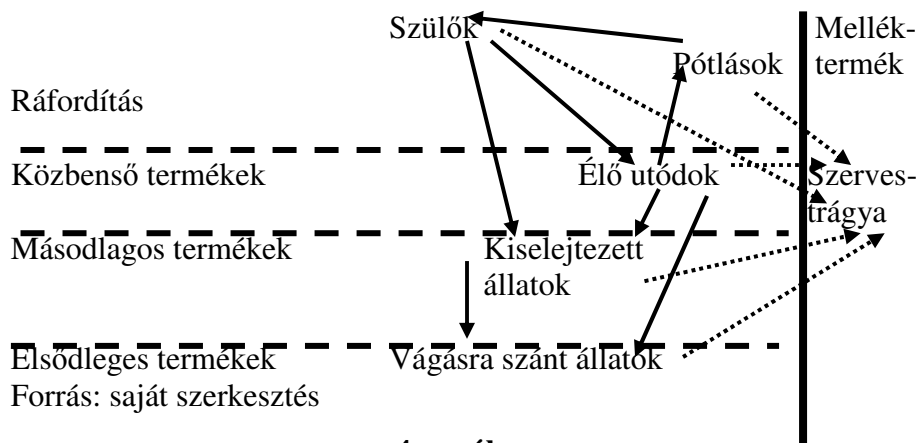 Szülők
Mellék-
Pótlások
termék
Ráfordítás
Közbenső termékek
Élő utódok
Szerves-
trágya
Másodlagos termékek
Kiselejtezett
állatok
Elsődleges termékek
Vágásra szánt állatok
Forrás: saját szerkesztés